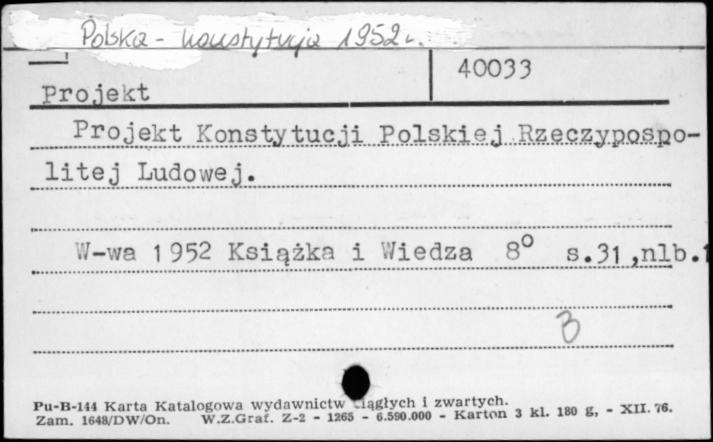 Polska - konstytucja 1952 r.
40033
Projekt
Projekt Konstytucji Polskiej Rzeczypospo-
litej Ludowej.
W-wa 1952 Książka i Wiedza 8° s.31,nlb.1
B
Pu-B-144 Karta Katalogowa wydawnictw ciągłych i zwartych.
Zam. 1648/DW/On. W.Z.Graf. Z-2 - 1265 - 6.590.000 - Karton 3 kl. 180 g, - XII. 76.